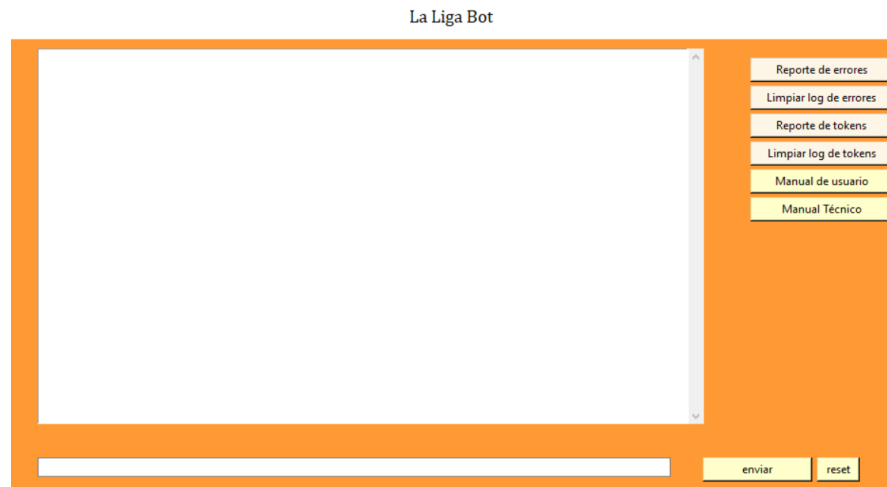 La Liga Bot
Reporte de errores
Limpiar log de errores
Reporte de tokens
Limpiar log de tokens
Manual de usuario
Manual Técnico
enviar
reset